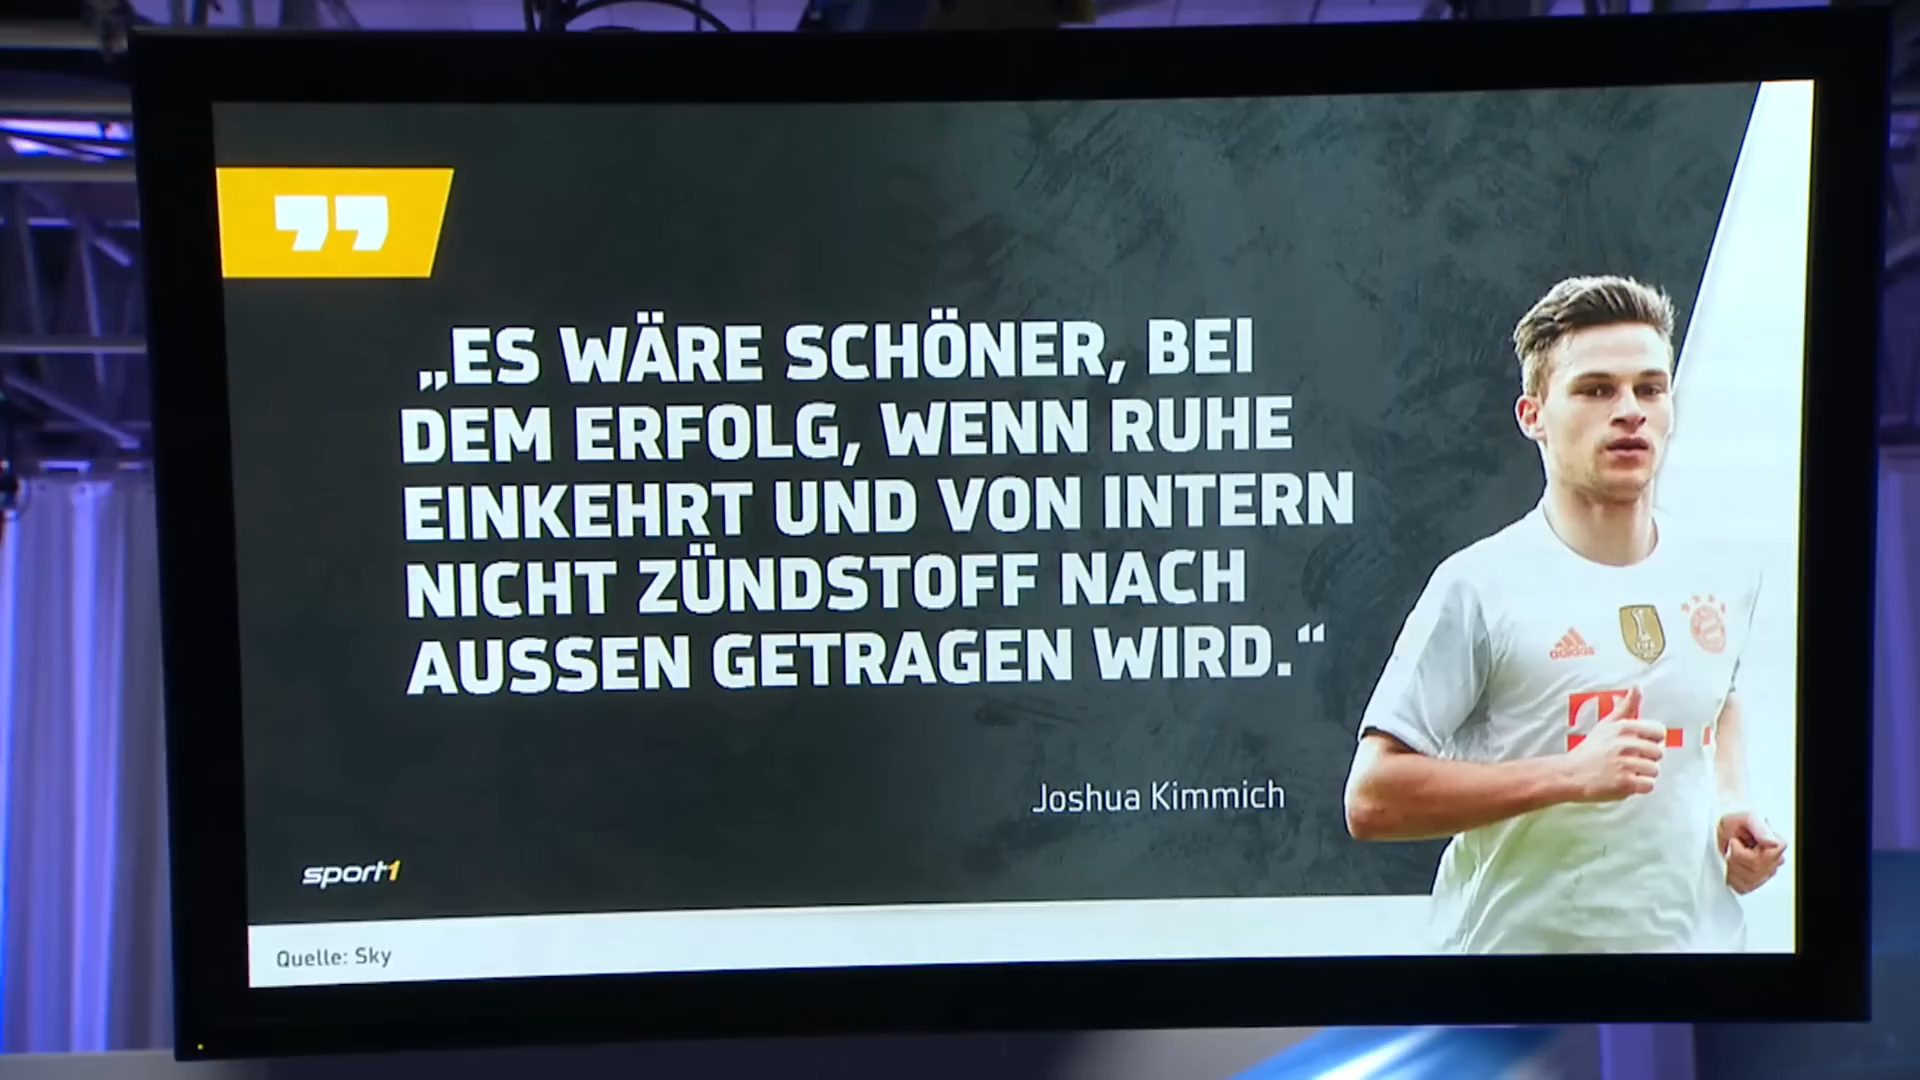 „ES WÄRE SCHÖNER, BEI
DEM ERFOLG, WENN RUHE
EINKEHRT UND VON INTERN
NICHT ZÜNDSTOFF NACH
AUSSEN GETRAGEN WIRD.“
Joshua Kimmich
adidas
T
sport1
Quelle: Sky